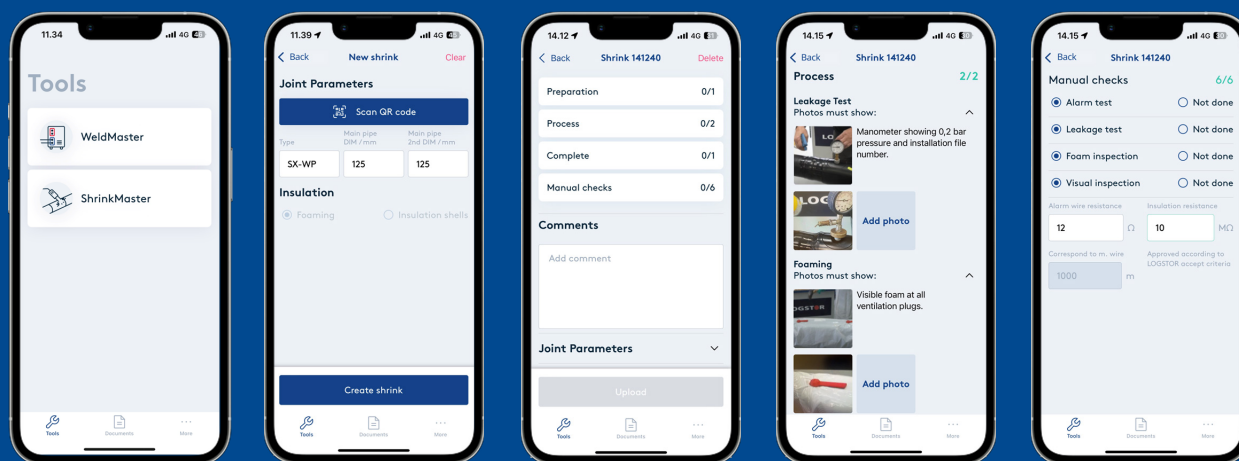 11.34
4G 43
Tools
WeldMaster
ShrinkMaster
Tools
Documents
More
11.39
4G
Back
New shrink
Clear
Joint Parameters
Scan QR code
Type
Main pipe DIM / mm
Main pipe 2nd DIM / mm
SX-WP
125
125
Insulation
Foaming
Insulation shells
Create shrink
Tools
Documents
More
14.12
4G
Back
Shrink 141240
Delete
Preparation
0/1
Process
0/2
Complete
0/1
Manual checks
0/6
Comments
Add comment
Joint Parameters
Upload
Tools
Documents
More
14.15
4G
Back
Shrink 141240
Process
2/2
Leakage Test
Photos must show:
Manometer showing 0,2 bar
pressure and installation file
number.
Add photo
Foaming
Photos must show:
Visible foam at all
ventilation plugs.
Add photo
Tools
Documents
More
14.15
4G
Back
Shrink 141240
Manual checks
6/6
Alarm test
Not done
Leakage test
Not done
Foam inspection
Not done
Visual inspection
Not done
Alarm wire resistance
Insulation resistance
12
Ω
10
MΩ
Correspond to m. wire
Approved according to
LOGSTOR accept criteria
1000
m
Tools
Documents
More